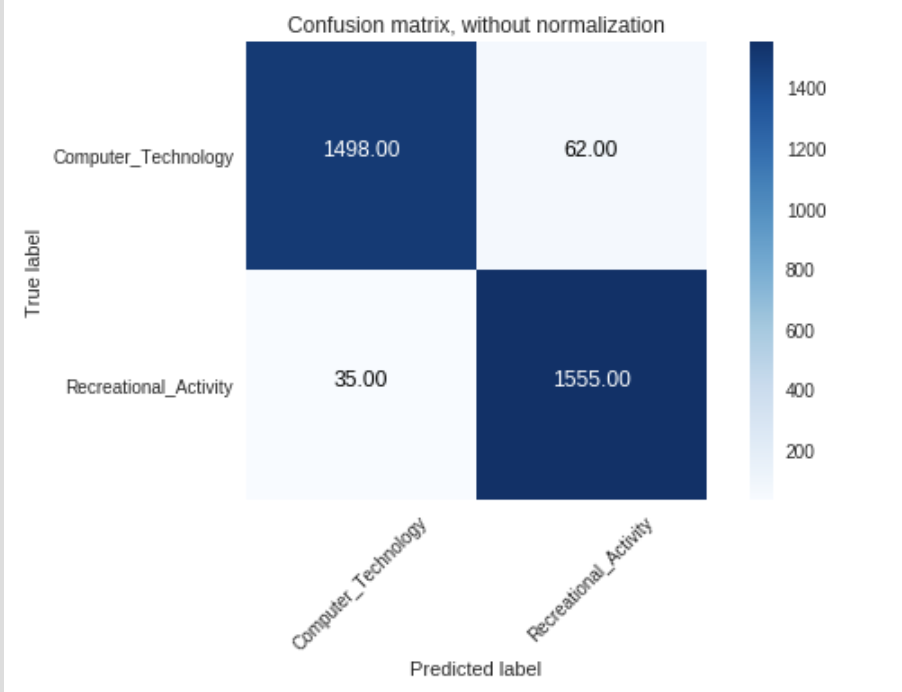 Confusion matrix, without normalization
Computer_Technology
1498.00
62.00
Recreational_Activity
35.00
1555.00
True label
Computer_Technology
Recreational_Activity
Predicted label
1400
1200
1000
800
600
400
200